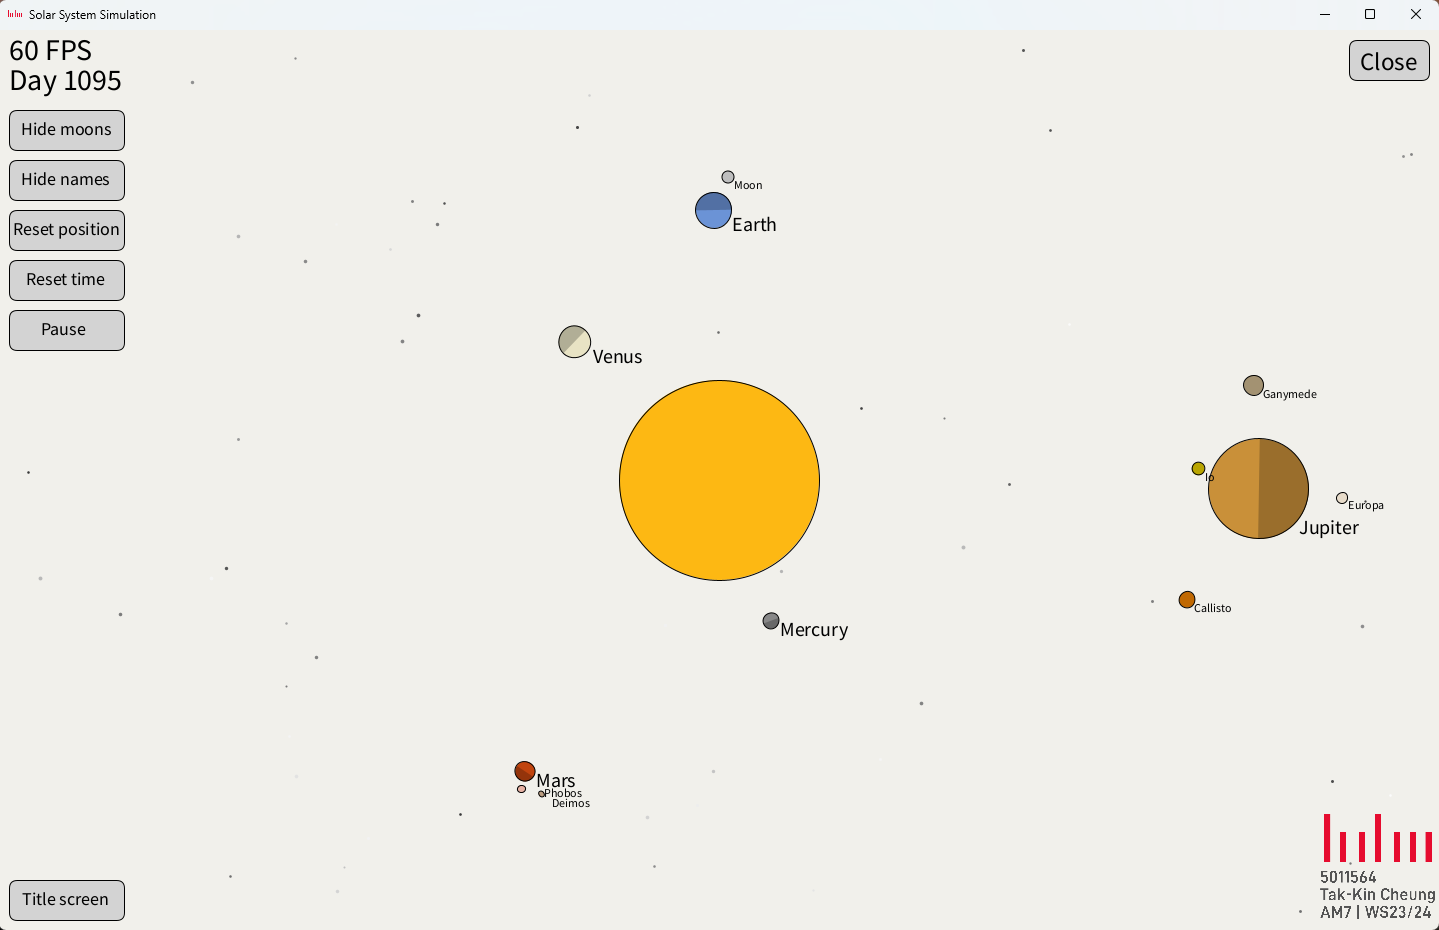 Solar System Simulation
60 FPS
Day 1095
Close
Hide moons
Hide names
Reset position
Reset time
Pause
Moon
Earth
Venus
Ganymede
Io
Europa
Jupiter
Callisto
Mercury
Mars
Phobos
Deimos
Title screen
5011564
Tak-Kin Cheung
AM7 | WS23/24